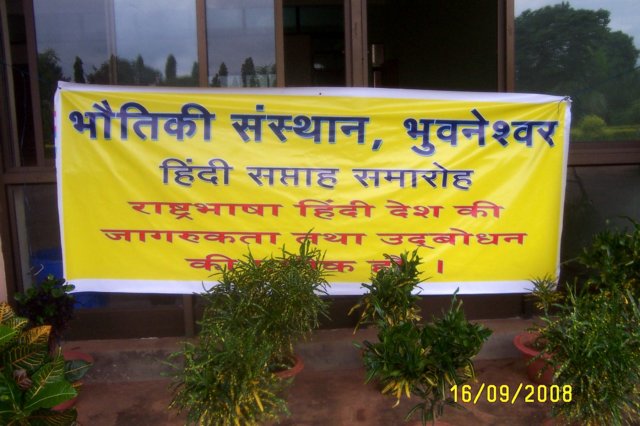 भौतिकी संस्थान, भुवनेश्वर
हिंदी सप्ताह समारोह
राष्ट्रभाषा हिंदी देश की
जागरुकता तथा उद्बोधन
की
16/09/2008